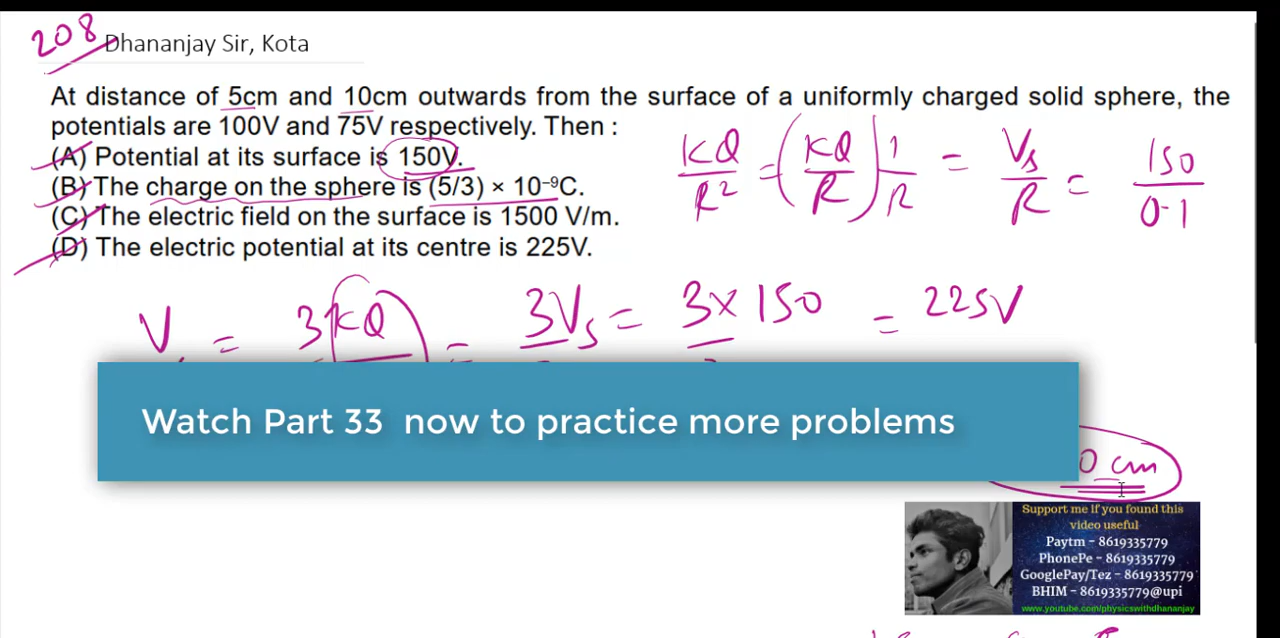 208
Dhananjay Sir, Kota
At distance of 5cm and 10cm outwards from the surface of a uniformly charged solid sphere, the
potentials are 100V and 75V respectively. Then :
(A) Potential at its surface is 150V.
(B) The charge on the sphere is (5/3) × 10⁻⁹C.
(C) The electric field on the surface is 1500 V/m.
(D) The electric potential at its centre is 225V.
KQ/R² = (KQ/R) 1/R = Vs/R = 150/0.1
V = 3(KQ = 3Vs = 3×150 = 225V
Watch Part 33 now to practice more problems
0 cm
Support me if you found this
video useful
Paytm - 8619335779
PhonePe - 8619335779
GooglePay/Tez - 8619335779
BHIM - 8619335779@upi
www.youtube.com/physicswithdhananjay